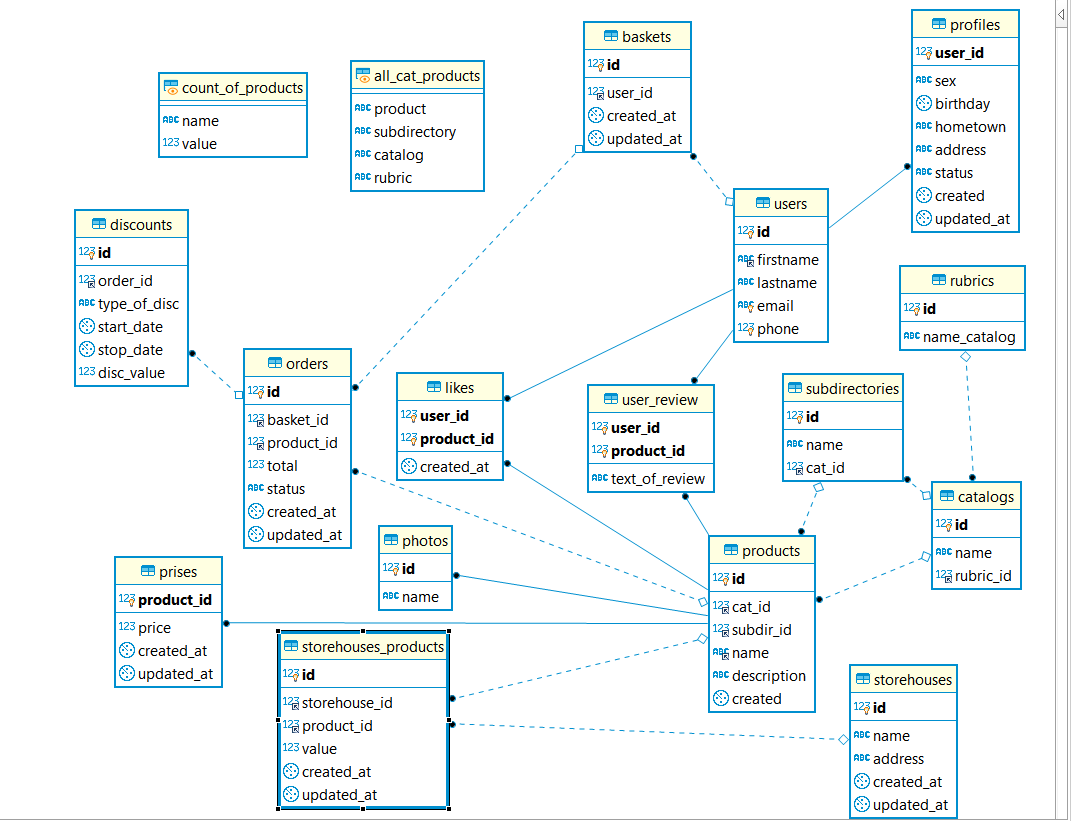 count_of_products
name
value
all_cat_products
product
subdirectory
catalog
rubric
baskets
id
user_id
created_at
updated_at
profiles
user_id
sex
birthday
hometown
address
status
created
updated_at
discounts
id
order_id
type_of_disc
start_date
stop_date
disc_value
users
id
firstname
lastname
email
phone
rubrics
id
name_catalog
orders
id
basket_id
product_id
total
status
created_at
updated_at
likes
user_id
product_id
created_at
user_review
user_id
product_id
text_of_review
subdirectories
id
name
cat_id
catalogs
id
name
rubric_id
photos
id
name
products
id
cat_id
subdir_id
name
description
created
prises
product_id
price
created_at
updated_at
storehouses_products
id
storehouse_id
product_id
value
created_at
updated_at
storehouses
id
name
address
created_at
updated_at